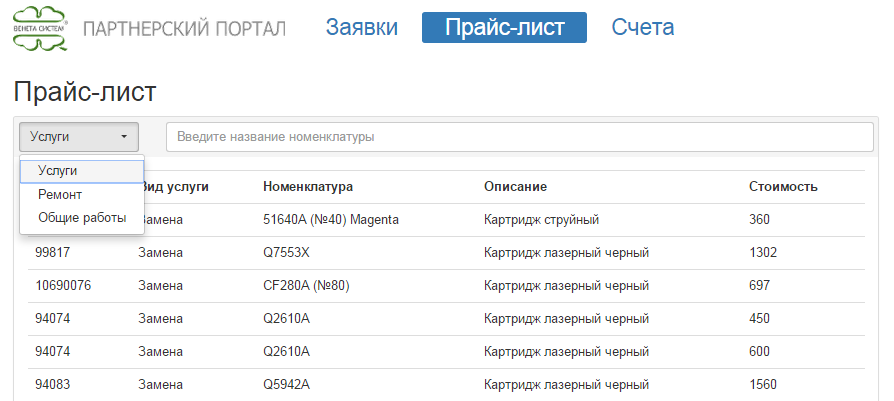 ВЕНЕТА СИСТЕМ® ПАРТНЕРСКИЙ ПОРТАЛ Заявки Прайс-лист Счета
Прайс-лист
Услуги Введите название номенклатуры
Услуги
Ремонт
Общие работы
Вид услуги Номенклатура Описание Стоимость
Замена 51640A (№40) Magenta Картридж струйный 360
99817 Замена Q7553X Картридж лазерный черный 1302
10690076 Замена CF280A (№80) Картридж лазерный черный 697
94074 Замена Q2610A Картридж лазерный черный 450
94074 Замена Q2610A Картридж лазерный черный 600
94083 Замена Q5942A Картридж лазерный черный 1560